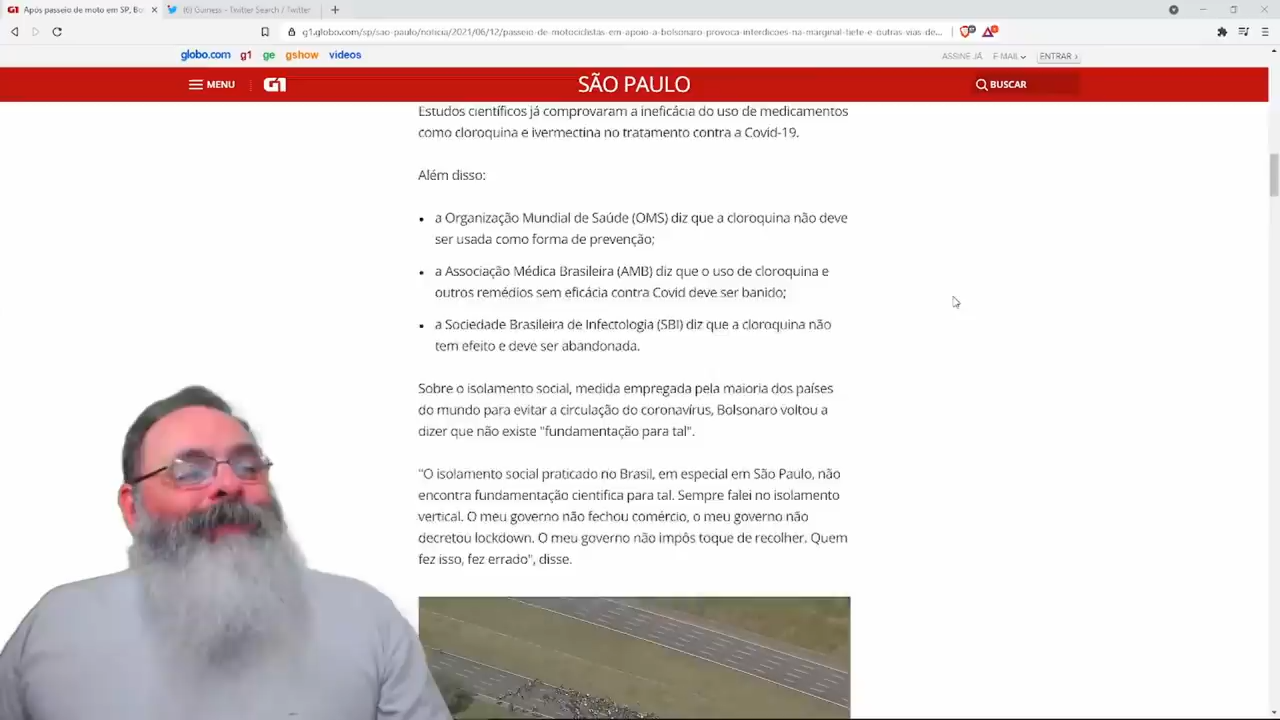 G1 Após passeio de moto em SP, Bo
(6) Guiness - Twitter Search / Twitter
g1.globo.com/sp/sao-paulo/noticia/2021/06/12/passeio-de-motociclistas-em-apoio-a-bolsonaro-provoca-interdicoes-na-marginal-tiete-e-outras-vias-de...
globo.com g1 ge gshow videos ASSINE JÁ E-MAIL ENTRAR
MENU G1 SÃO PAULO BUSCAR
Estudos científicos já comprovaram a ineficácia do uso de medicamentos
como cloroquina e ivermectina no tratamento contra a Covid-19.
Além disso:
• a Organização Mundial de Saúde (OMS) diz que a cloroquina não deve
ser usada como forma de prevenção;
• a Associação Médica Brasileira (AMB) diz que o uso de cloroquina e
outros remédios sem eficácia contra Covid deve ser banido;
• a Sociedade Brasileira de Infectologia (SBI) diz que a cloroquina não
tem efeito e deve ser abandonada.
Sobre o isolamento social, medida empregada pela maioria dos países
do mundo para evitar a circulação do coronavírus, Bolsonaro voltou a
dizer que não existe "fundamentação para tal".
"O isolamento social praticado no Brasil, em especial em São Paulo, não
encontra fundamentação científica para tal. Sempre falei no isolamento
vertical. O meu governo não fechou comércio, o meu governo não
decretou lockdown. O meu governo não impôs toque de recolher. Quem
fez isso, fez errado", disse.